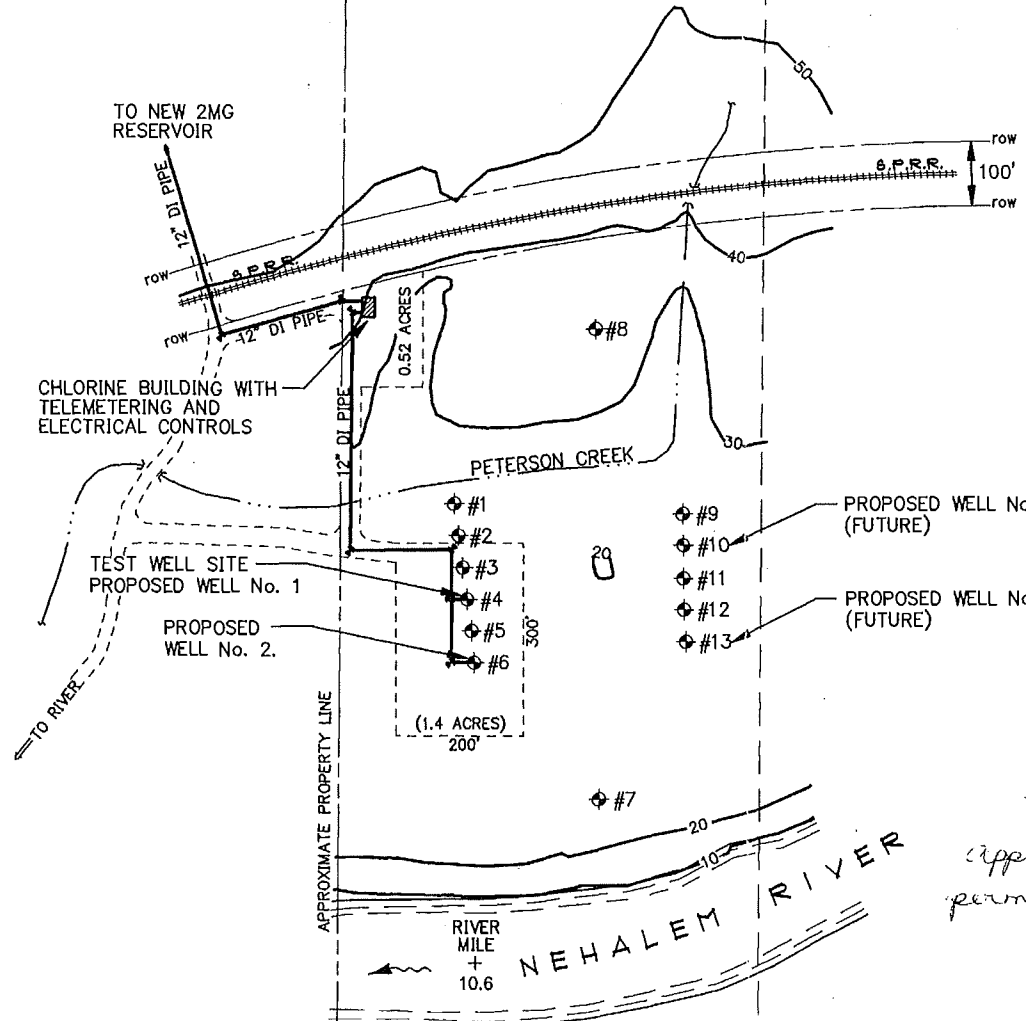 50
TO NEW 2MG
RESERVOIR
12" DI PIPE
row
S.P.R.R.
100'
row
40
row
S.P.R.R.
row
12" DI PIPE
0.52 ACRES
#8
CHLORINE BUILDING WITH
TELEMETERING AND
ELECTRICAL CONTROLS
12" DI PIPE
30
PETERSON CREEK
#1
#2
#3
#4
#5
#6
#9
#10
#11
#12
#13
PROPOSED WELL No
(FUTURE)
20
TEST WELL SITE
PROPOSED WELL No. 1
PROPOSED WELL No
(FUTURE)
PROPOSED
WELL No. 2.
300'
(1.4 ACRES)
200'
TO RIVER
APPROXIMATE PROPERTY LINE
#7
20
10
RIVER
MILE
+
10.6
NEHALEM RIVER